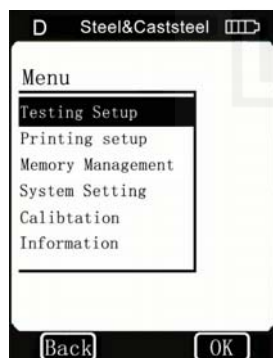 D Steel&Caststeel
Menu
Testing Setup
Printing setup
Memory Management
System Setting
Calibtation
Information
Back OK